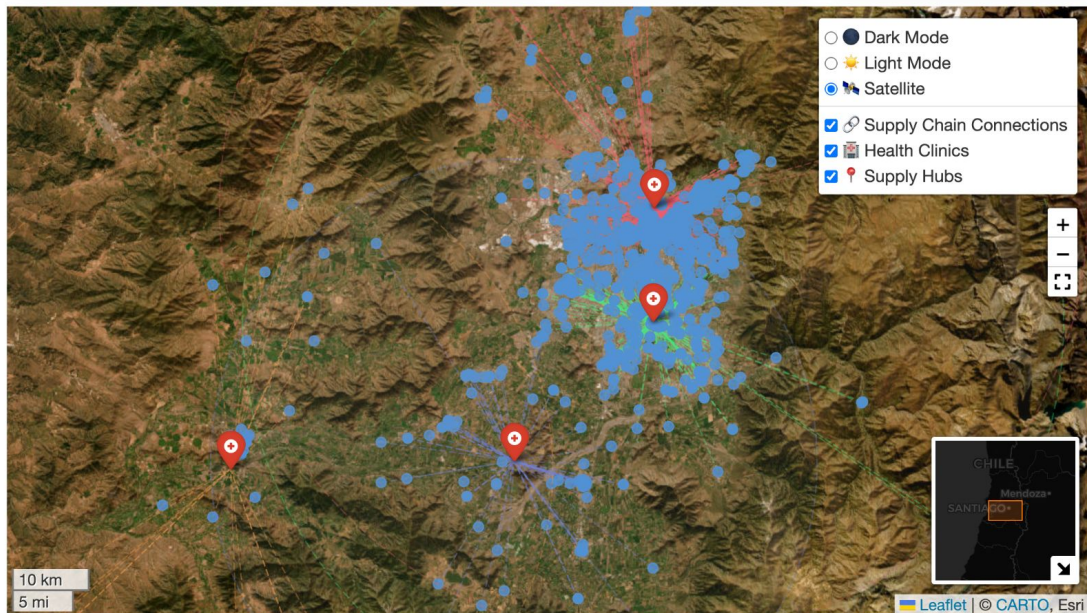 Dark Mode
Light Mode
Satellite
Supply Chain Connections
Health Clinics
Supply Hubs
+
−
CHILE
Mendoza
SANTIAGO
10 km
5 mi
Leaflet | © CARTO, Esri